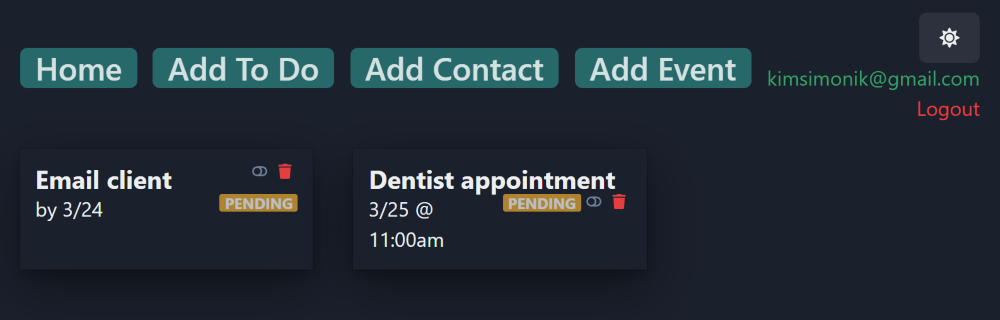 Home Add To Do Add Contact Add Event
kimsimonik@gmail.com
Logout
Email client
by 3/24
PENDING
Dentist appointment
3/25 @
11:00am
PENDING